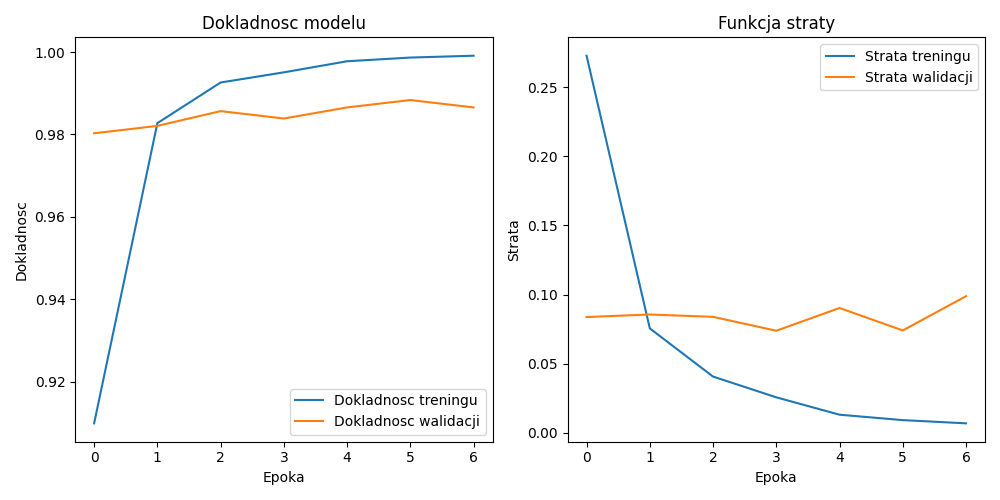 Dokladnosc modelu
Dokladnosc
1.00
0.98
0.96
0.94
0.92
0 1 2 3 4 5 6
Epoka
Dokladnosc treningu
Dokladnosc walidacji
Funkcja straty
Strata
0.25
0.20
0.15
0.10
0.05
0.00
0 1 2 3 4 5 6
Epoka
Strata treningu
Strata walidacji